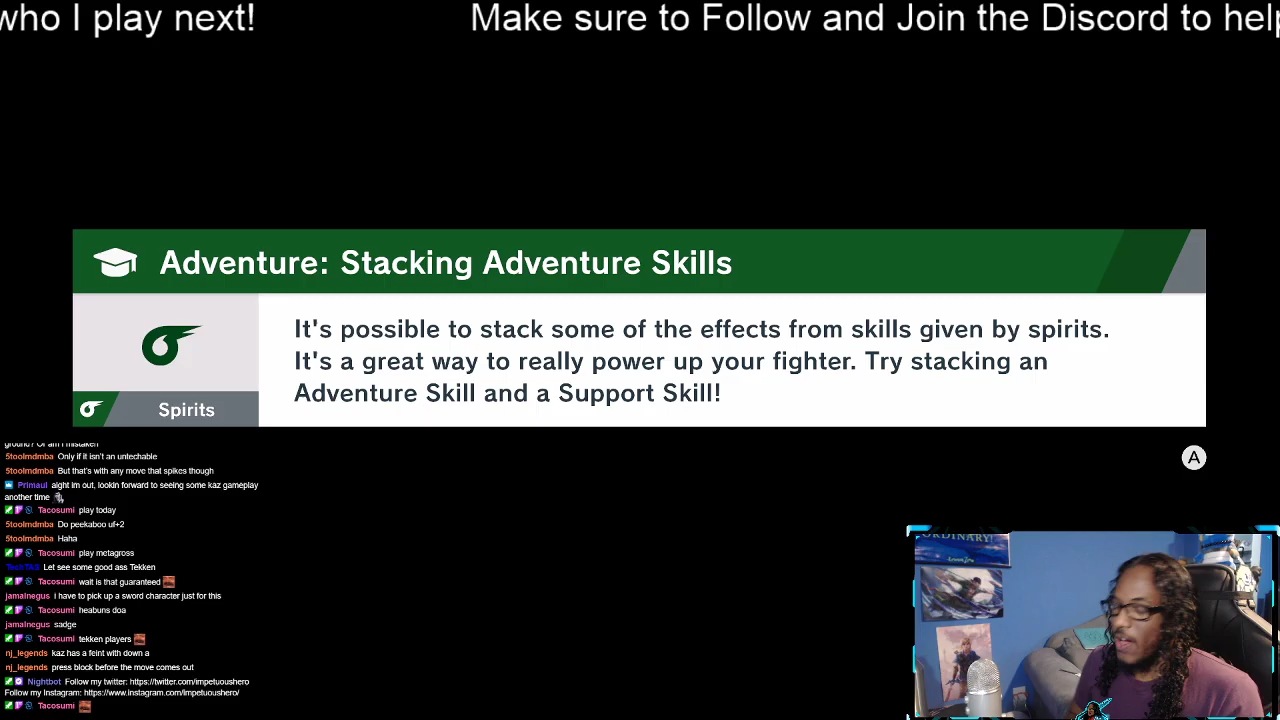 who I play next! Make sure to Follow and Join the Discord to help
Adventure: Stacking Adventure Skills
It's possible to stack some of the effects from skills given by spirits.
It's a great way to really power up your fighter. Try stacking an
Adventure Skill and a Support Skill!
Spirits
A
ground? Or am I mistaken
5toolmdmba Only if it isn't an untechable
5toolmdmba But that's with any move that spikes though
Primaul aight im out, lookin forward to seeing some kaz gameplay
another time
Tacosumi play today
5toolmdmba Do peekaboo uf+2
5toolmdmba Haha
Tacosumi play metagross
Let see some good ass Tekken
Tacosumi wait is that guaranteed
jamalnegus i have to pick up a sword character just for this
Tacosumi heabuns doa
jamalnegus sadge
Tacosumi tekken players
nj_legends kaz has a feint with down a
nj_legends press block before the move comes out
Nightbot Follow my twitter: https://twitter.com/impetuoushero
Follow my Instagram: https://www.instagram.com/impetuoushero/
Tacosumi
ORDINARY!